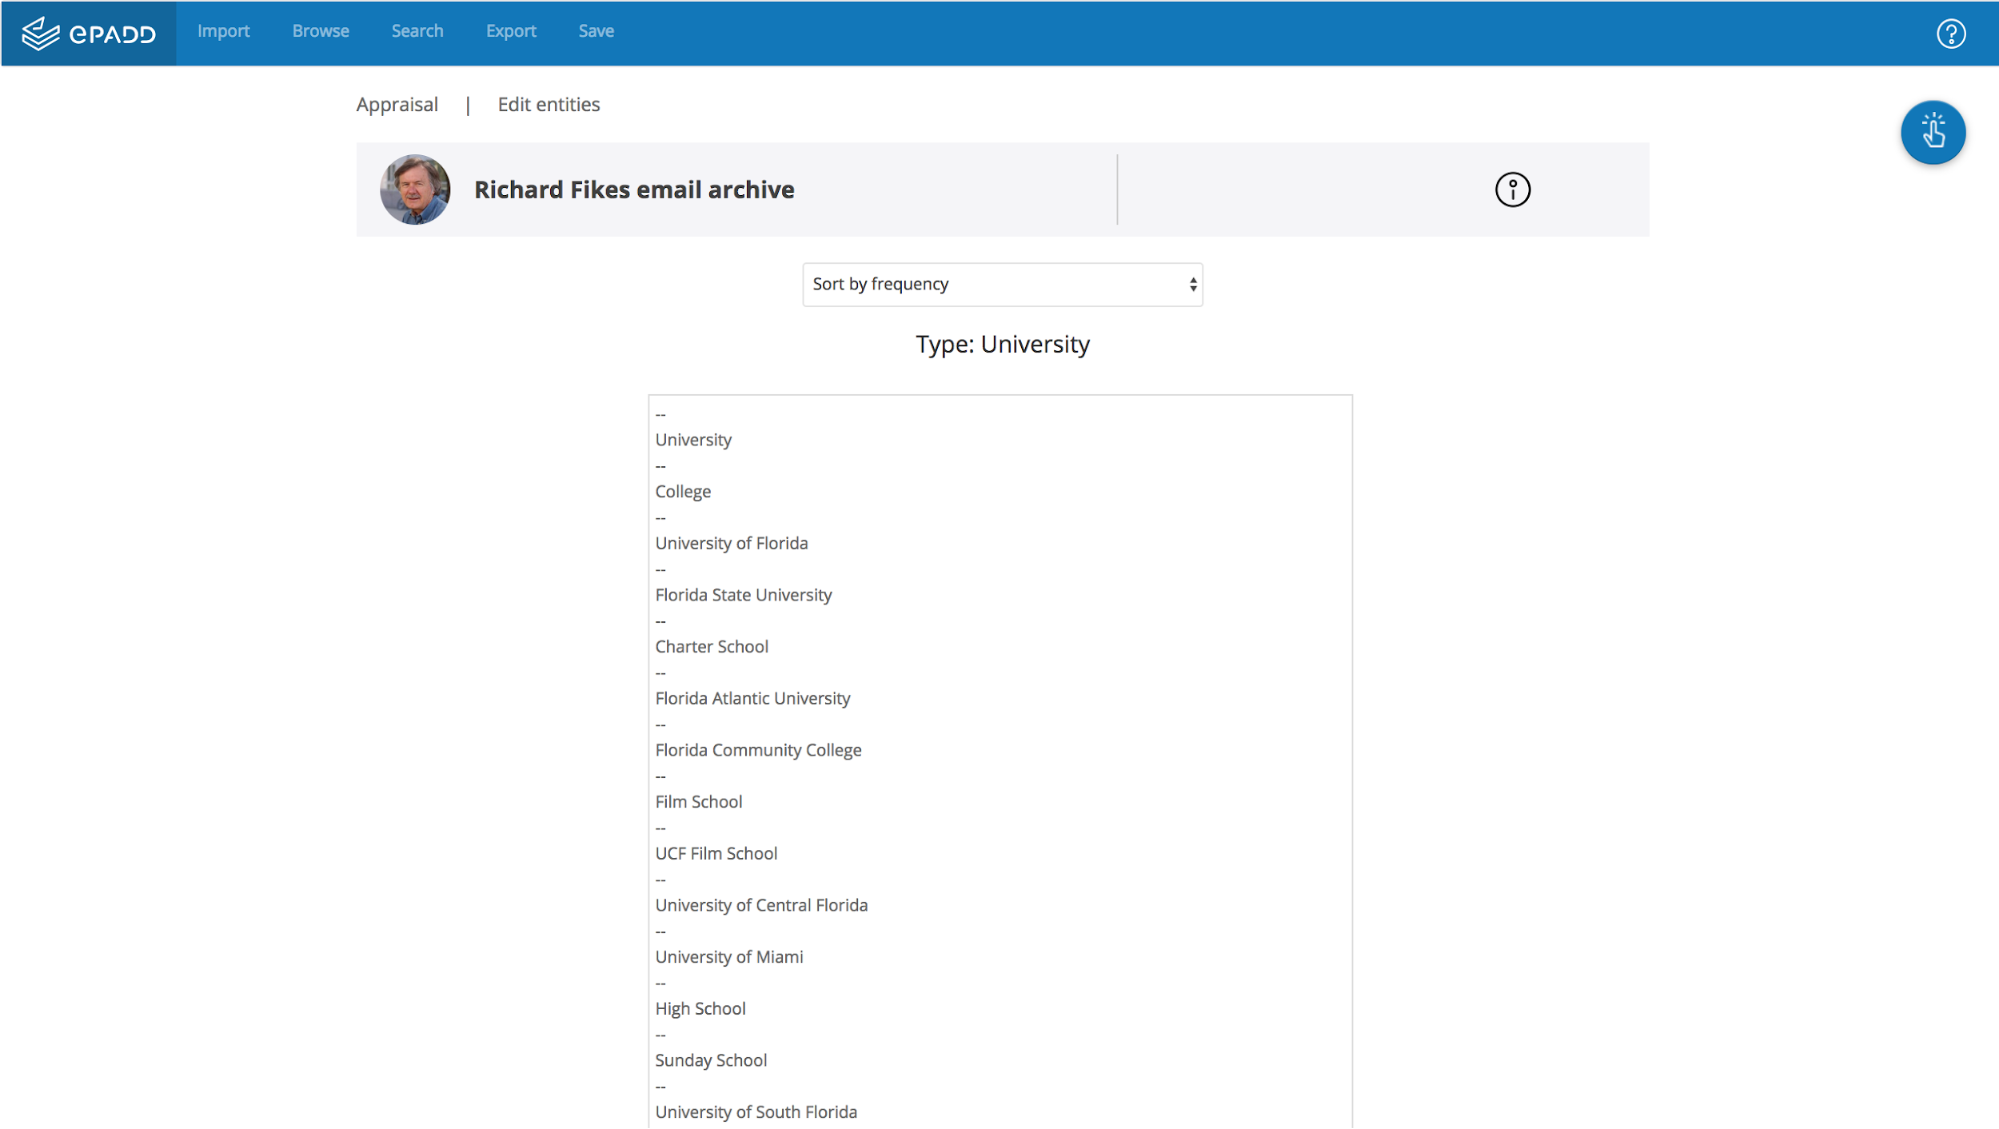 ePADD Import Browse Search Export Save ?
Appraisal | Edit entities
Richard Fikes email archive
Sort by frequency
Type: University
--
University
--
College
--
University of Florida
--
Florida State University
--
Charter School
--
Florida Atlantic University
--
Florida Community College
--
Film School
--
UCF Film School
--
University of Central Florida
--
University of Miami
--
High School
--
Sunday School
--
University of South Florida